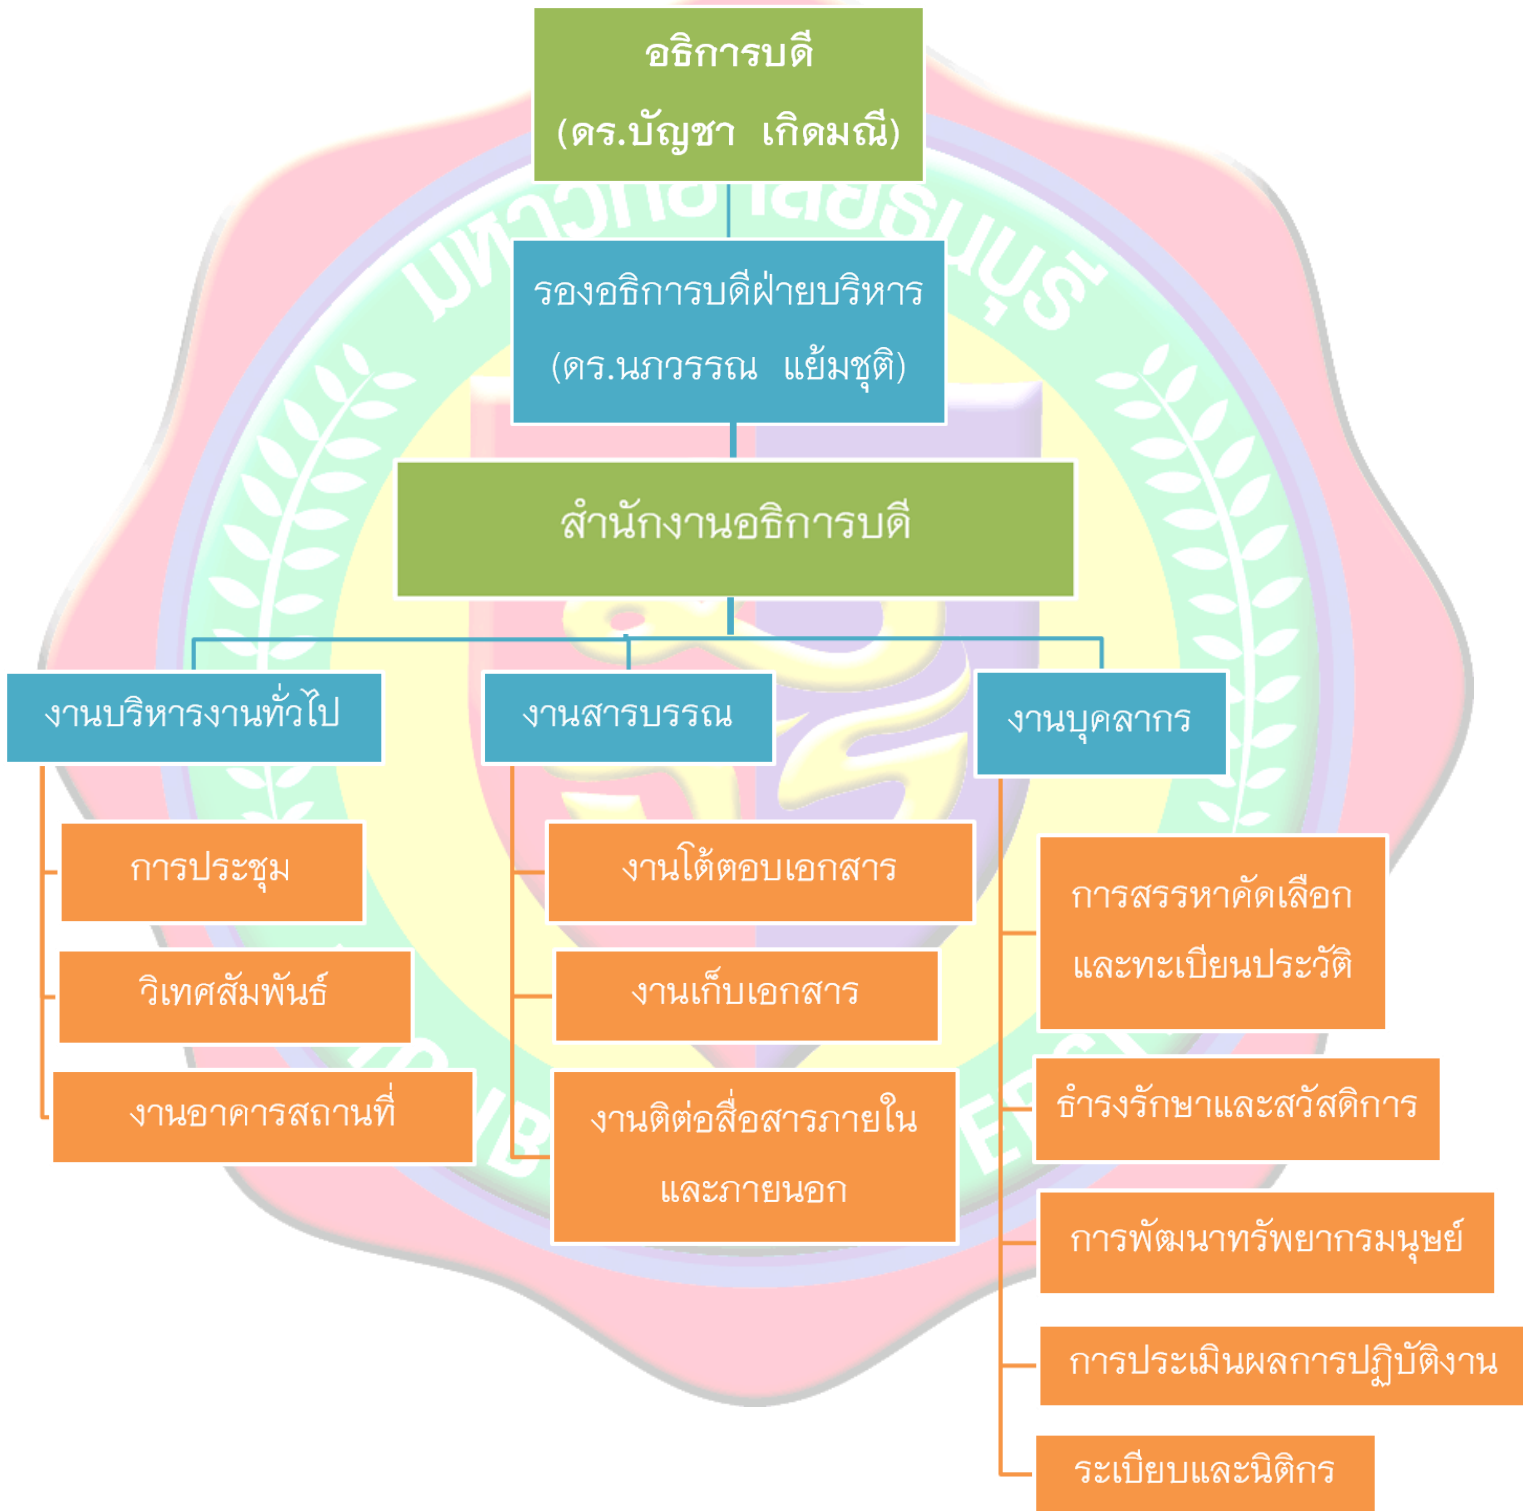 อธิการบดี
(ดร.บัญชา เกิดมณี)
มหาวิทยาลัยธนบุรี
รองอธิการบดีฝ่ายบริหาร
(ดร.นภวรรณ แย้มชุติ)
สำนักงานอธิการบดี
งานบริหารงานทั่วไป
การประชุม
วิเทศสัมพันธ์
งานอาคารสถานที่
งานสารบรรณ
งานโต้ตอบเอกสาร
งานเก็บเอกสาร
งานติต่อสื่อสารภายใน
และภายนอก
งานบุคลากร
การสรรหาคัดเลือก
และทะเบียนประวัติ
ธำรงรักษาและสวัสดิการ
การพัฒนาทรัพยากรมนุษย์
การประเมินผลการปฏิบัติงาน
ระเบียบและนิติกร